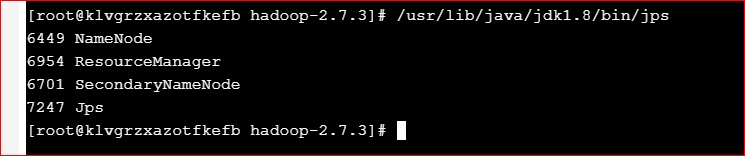 [root@klvgrzxazotfkefb hadoop-2.7.3]# /usr/lib/java/jdk1.8/bin/jps
6449 NameNode
6954 ResourceManager
6701 SecondaryNameNode
7247 Jps
[root@klvgrzxazotfkefb hadoop-2.7.3]#